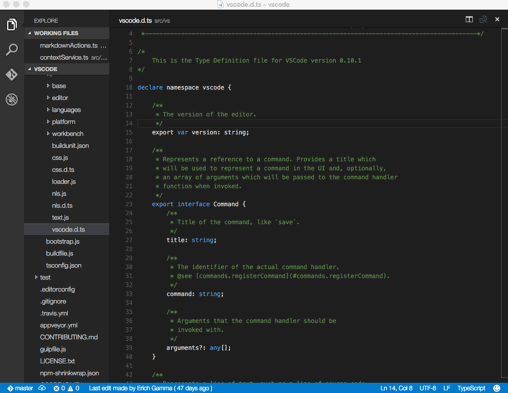 vscode.d.ts - vscode
EXPLORE
WORKING FILES
markdownActions.ts ...
contextService.ts src/...
VSCODE
base
editor
languages
platform
workbench
buildunit.json
css.js
css.d.ts
loader.js
nls.js
nls.d.ts
text.js
vscode.d.ts
bootstrap.js
buildfile.js
tsconfig.json
test
.editorconfig
.gitignore
.travis.yml
appveyor.yml
CONTRIBUTING.md
gulpfile.js
LICENSE.txt
npm-shrinkwrap.json
vscode.d.ts src/vs
4 *--------------------------------------------------------------------------------------------*/
5
6 /*
7 This is the Type Definition file for VSCode version 0.10.1
8 */
9
10 declare namespace vscode {
11
12 /**
13 * The version of the editor.
14 */
15 export var version: string;
16
17 /**
18 * Represents a reference to a command. Provides a title which
19 * will be used to represent a command in the UI and, optionally,
20 * an array of arguments which will be passed to the command handler
21 * function when invoked.
22 */
23 export interface Command {
24 /**
25 * Title of the command, like `save`.
26 */
27 title: string;
28
29 /**
30 * The identifier of the actual command handler.
31 * @see [commands.registerCommand](#commands.registerCommand).
32 */
33 command: string;
34
35 /**
36 * Arguments that the command handler should be
37 * invoked with.
38 */
39 arguments?: any[];
40 }
41
42 /**
master 0 0 Last edit made by Erich Gamma ( 47 days ago ) Ln 14, Col 8 UTF-8 LF TypeScript